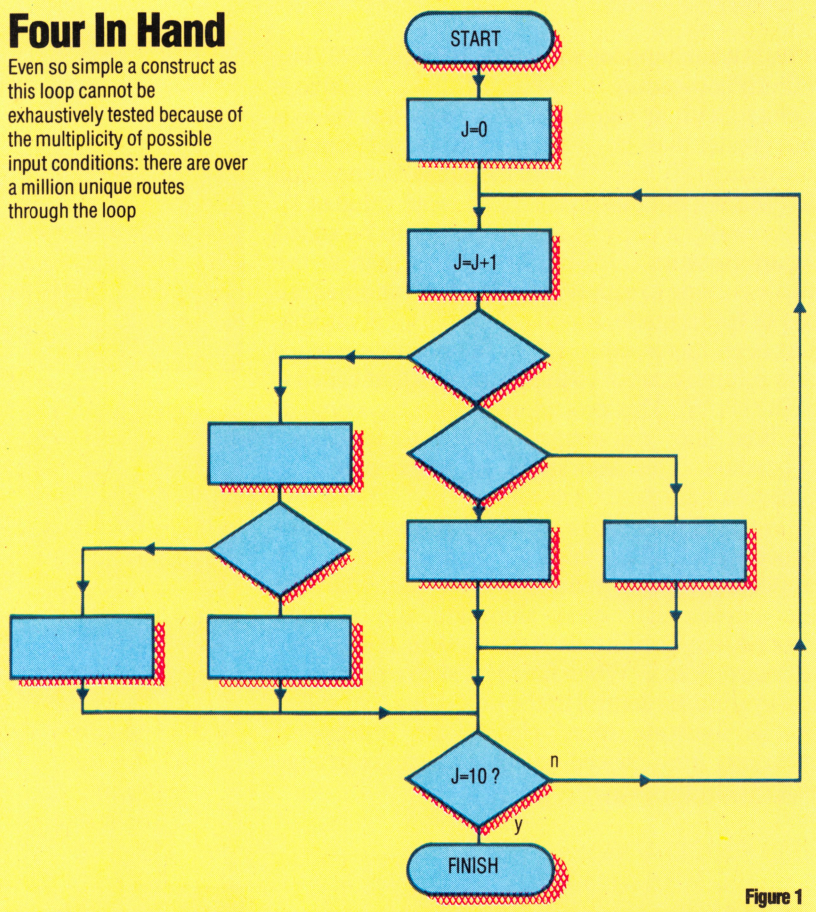 Four In Hand
Even so simple a construct as
this loop cannot be
exhaustively tested because of
the multiplicity of possible
input conditions: there are over
a million unique routes
through the loop
START
J=0
J=J+1
J=10 ?
n
y
FINISH
Figure 1